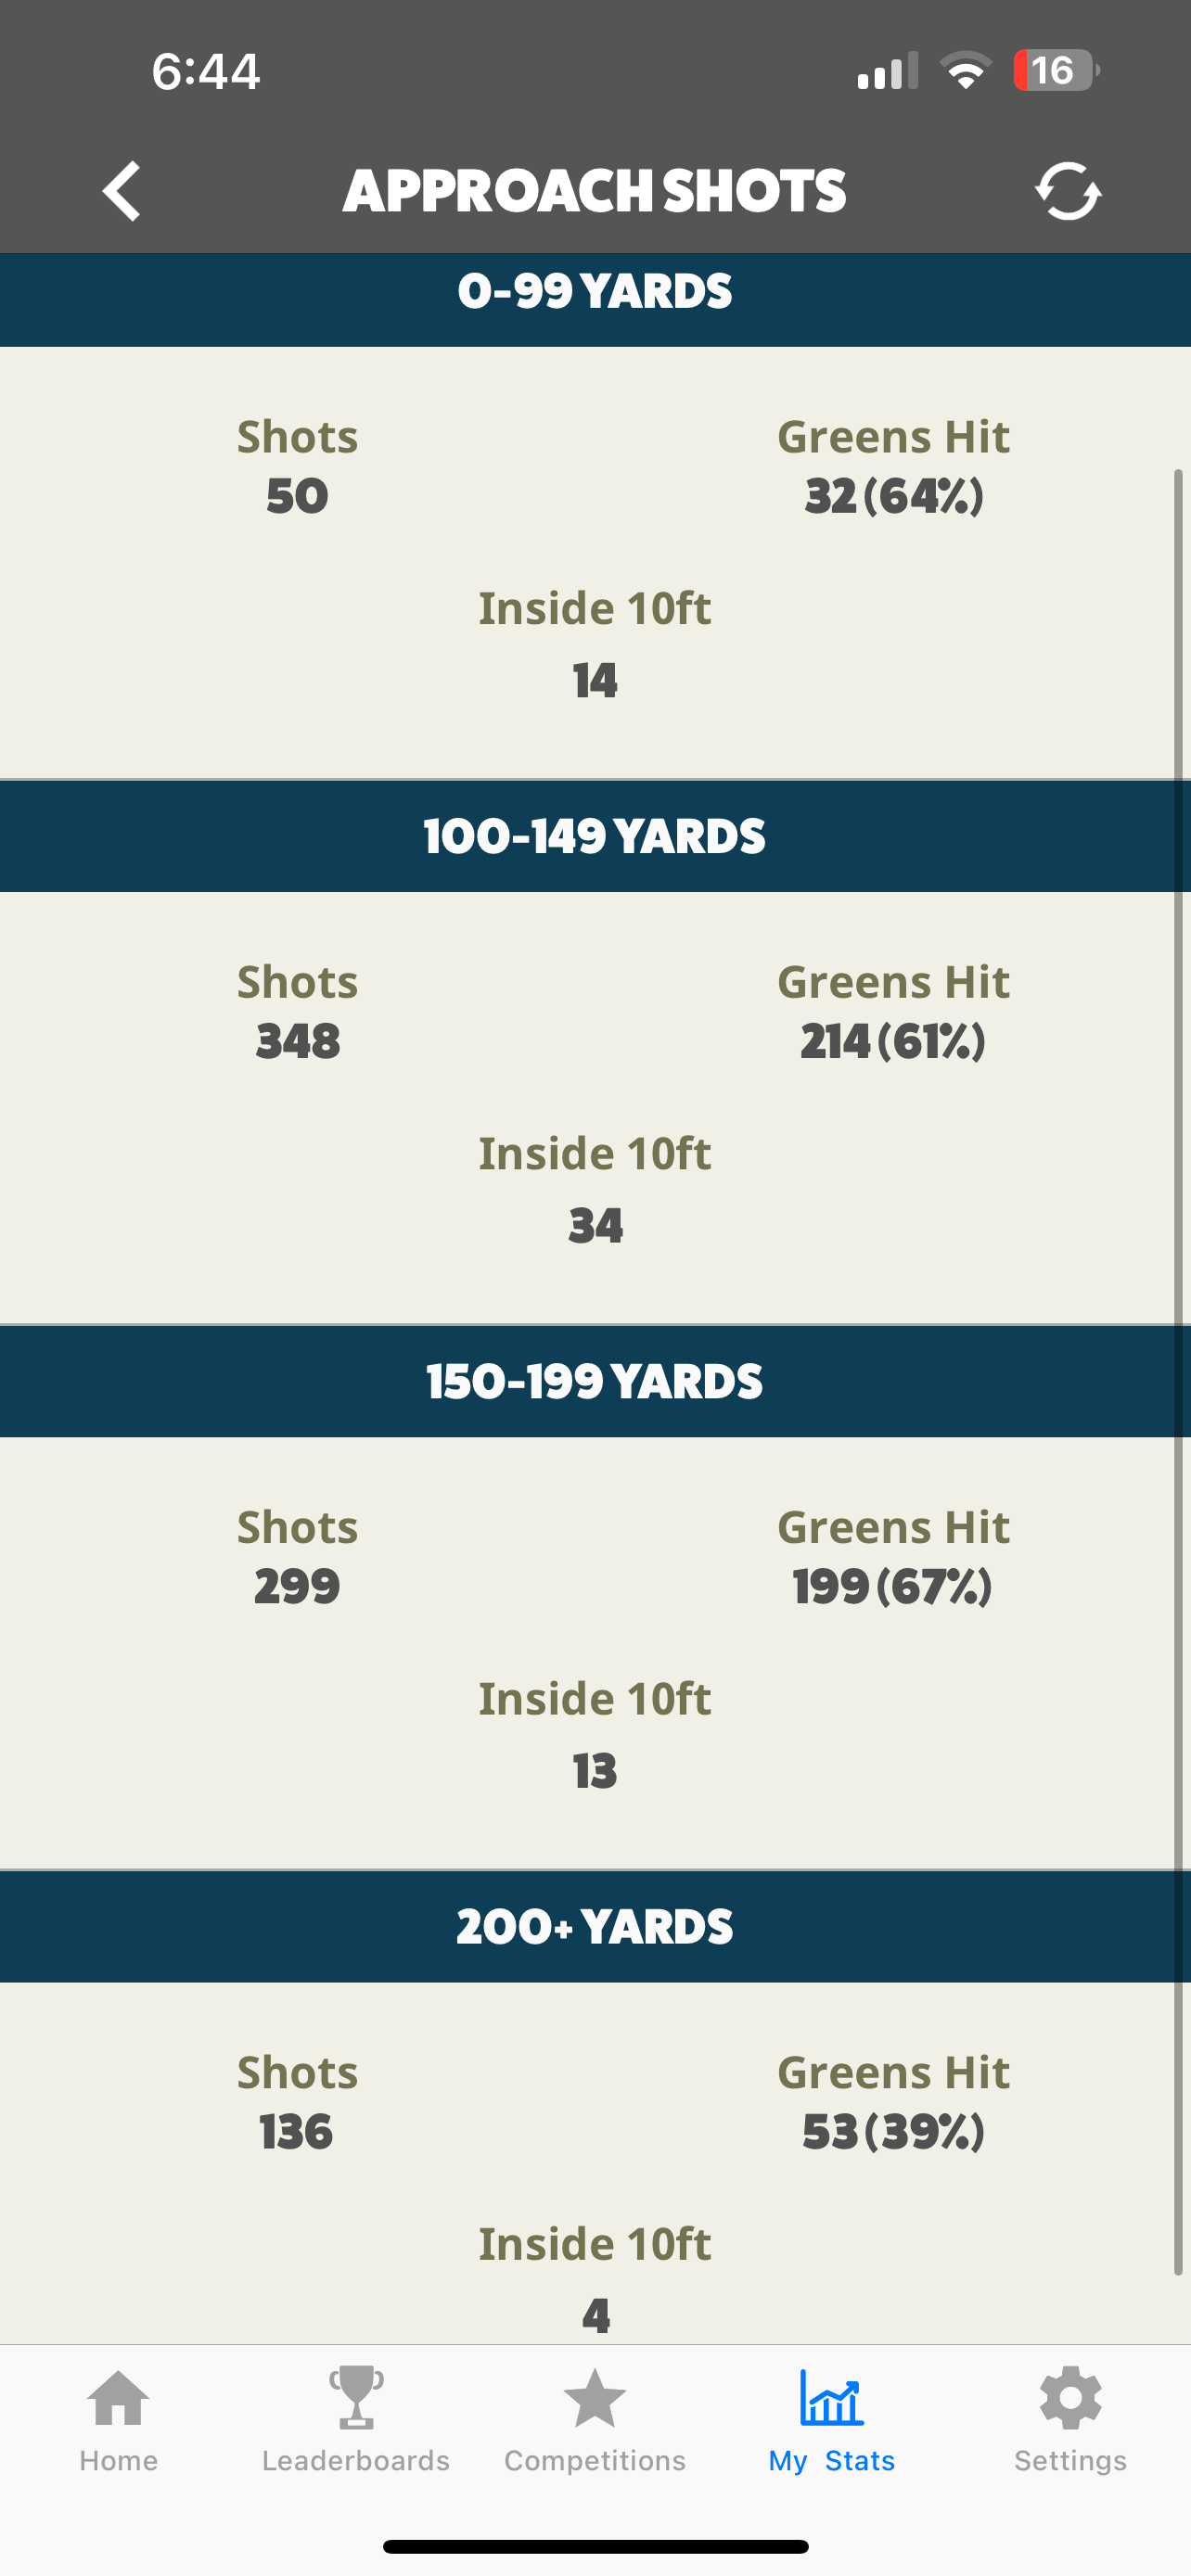 6:44
16
APPROACH SHOTS
0-99 YARDS
Shots
Greens Hit
50
32 (64%)
Inside 10ft
14
100-149 YARDS
Shots
Greens Hit
348
214 (61%)
Inside 10ft
34
150-199 YARDS
Shots
Greens Hit
299
199 (67%)
Inside 10ft
13
200+ YARDS
Shots
Greens Hit
136
53 (39%)
Inside 10ft
4
Home
Leaderboards
Competitions
My Stats
Settings